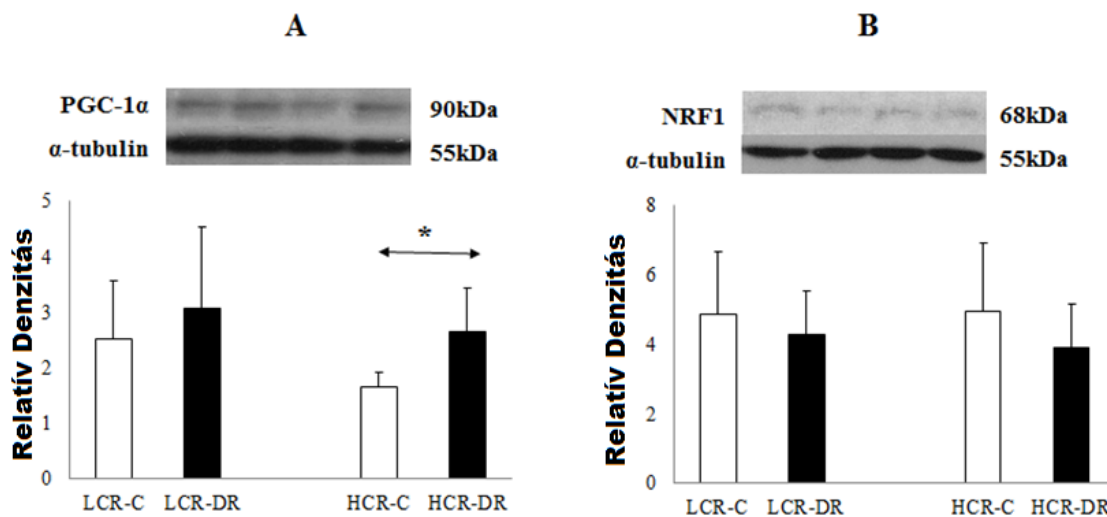 A
PGC-1α 90kDa
α-tubulin 55kDa
Relatív Denzitás
5
4
3
2
1
0
*
LCR-C LCR-DR HCR-C HCR-DR
B
NRF1 68kDa
α-tubulin 55kDa
Relatív Denzitás
8
6
4
2
0
LCR-C LCR-DR HCR-C HCR-DR